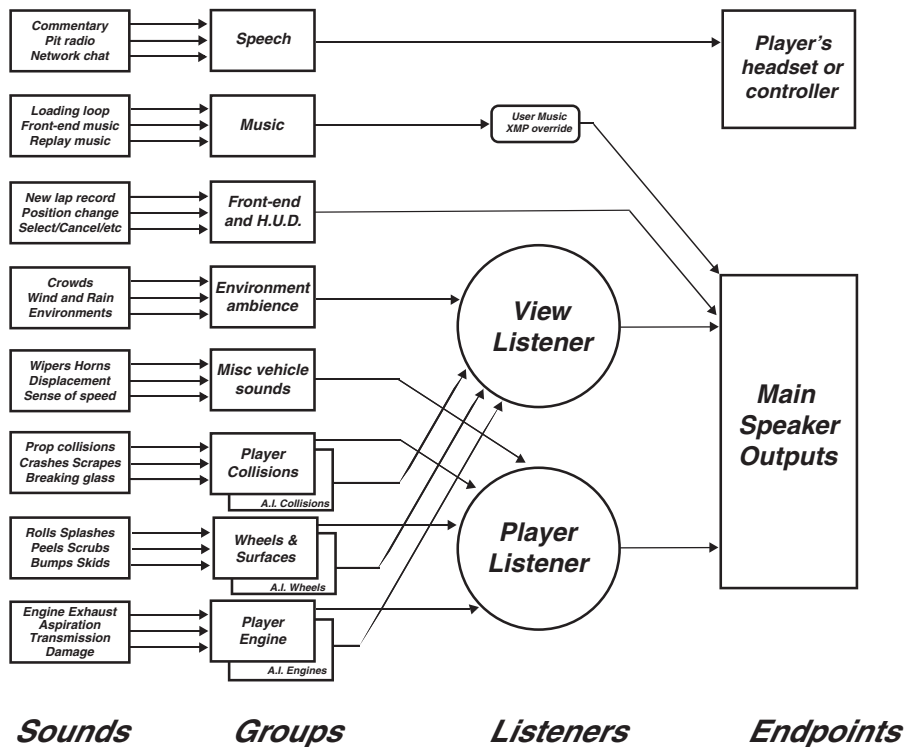 Commentary
Pit radio
Network chat
Speech
Player's
headset or
controller
Loading loop
Front-end music
Replay music
Music
User Music
XMP override
New lap record
Position change
Select/Cancel/etc
Front-end
and H.U.D.
Crowds
Wind and Rain
Environments
Environment
ambience
View
Listener
Wipers Horns
Displacement
Sense of speed
Misc vehicle
sounds
Main
Speaker
Outputs
Prop collisions
Crashes Scrapes
Breaking glass
Player
Collisions
A.I. Collisions
Rolls Splashes
Peels Scrubs
Bumps Skids
Wheels &
Surfaces
A.I. Wheels
Player
Listener
Engine Exhaust
Aspiration
Transmission
Damage
Player
Engine
A.I. Engines
Sounds
Groups
Listeners
Endpoints